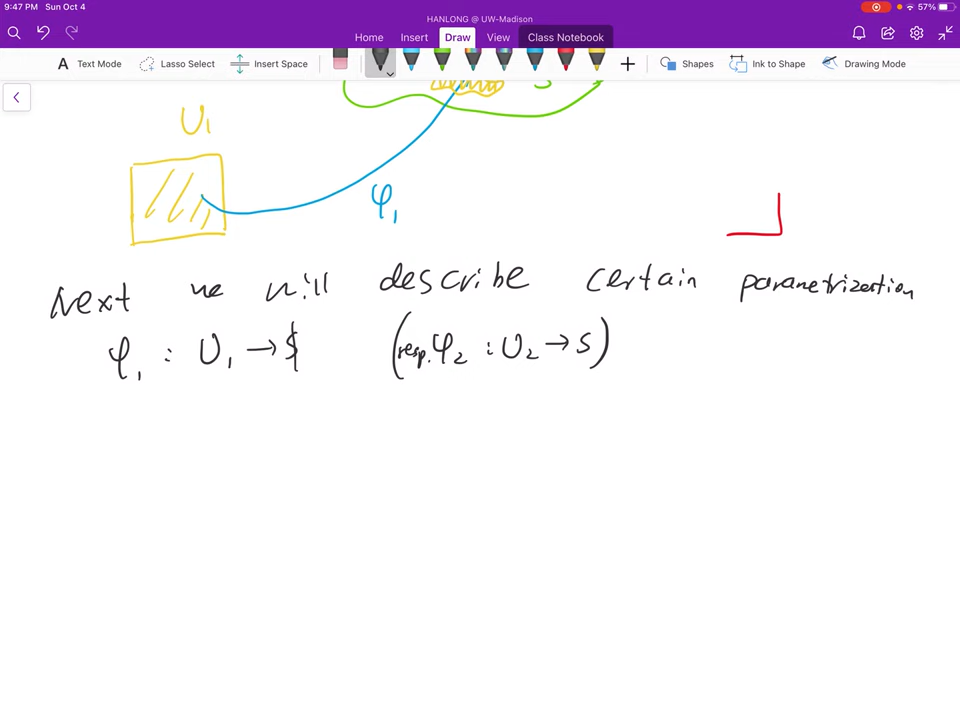 9:47 PM Sun Oct 4
57%
HANLONG @ UW-Madison
Home Insert Draw View Class Notebook
Text Mode Lasso Select Insert Space Shapes Ink to Shape Drawing Mode
S
U₁
φ₁
Next we will describe certain parametrization
φ₁ : U₁ → S (resp. φ₂ : U₂ → S)